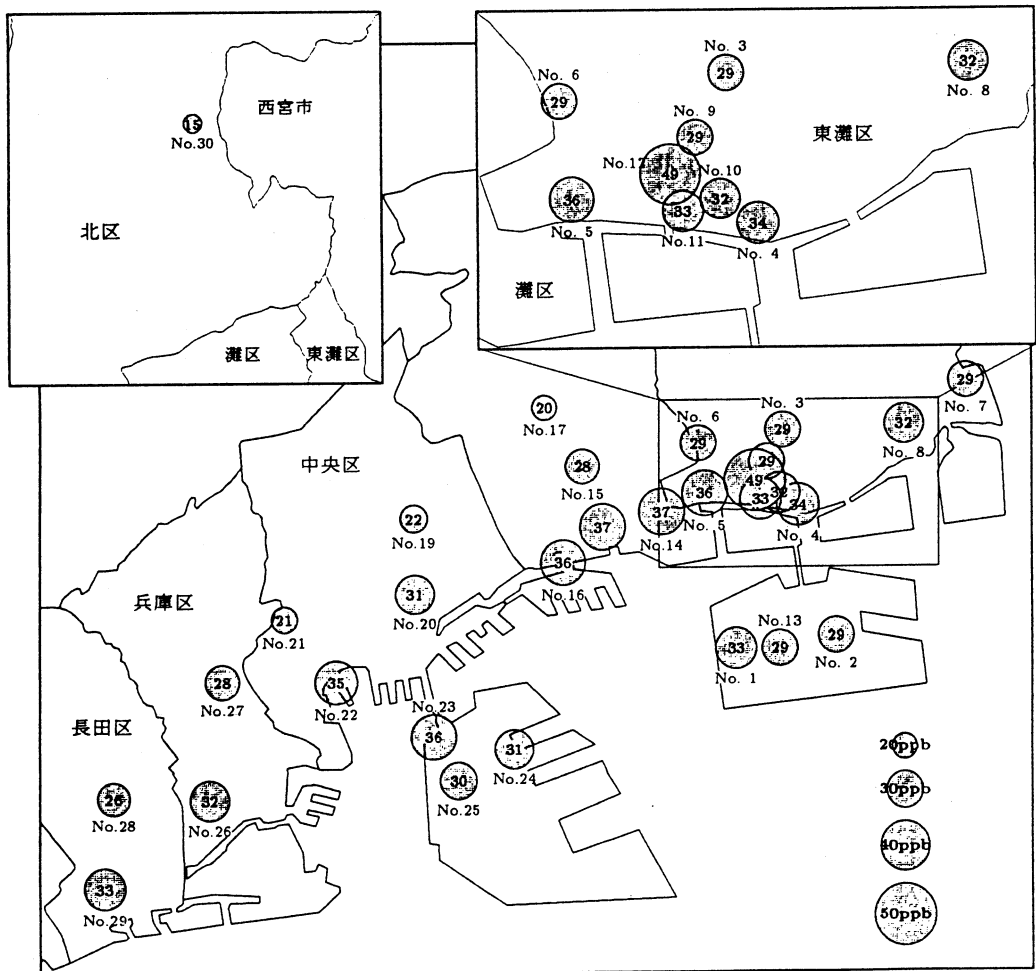 西宮市
15
No.30
北区
灘区
東灘区
No. 3
29
32
No. 8
No. 6
29
No. 9
29
東灘区
49
No.10
32
36
No. 5
33
No.11
34
No. 4
灘区
29
No. 7
20
No.17
No. 6
29
No. 3
29
32
No. 8
中央区
28
No.15
29
49
36
No. 5
33
32
34
No. 4
37
No.14
37
22
No.19
36
No.16
兵庫区
31
No.20
21
No.21
33
No. 1
No.13
29
29
No. 2
28
No.27
35
No.22
No.23
36
長田区
31
No.24
30
No.25
20ppb
30ppb
26
No.28
32
No.26
40ppb
33
No.29
50ppb